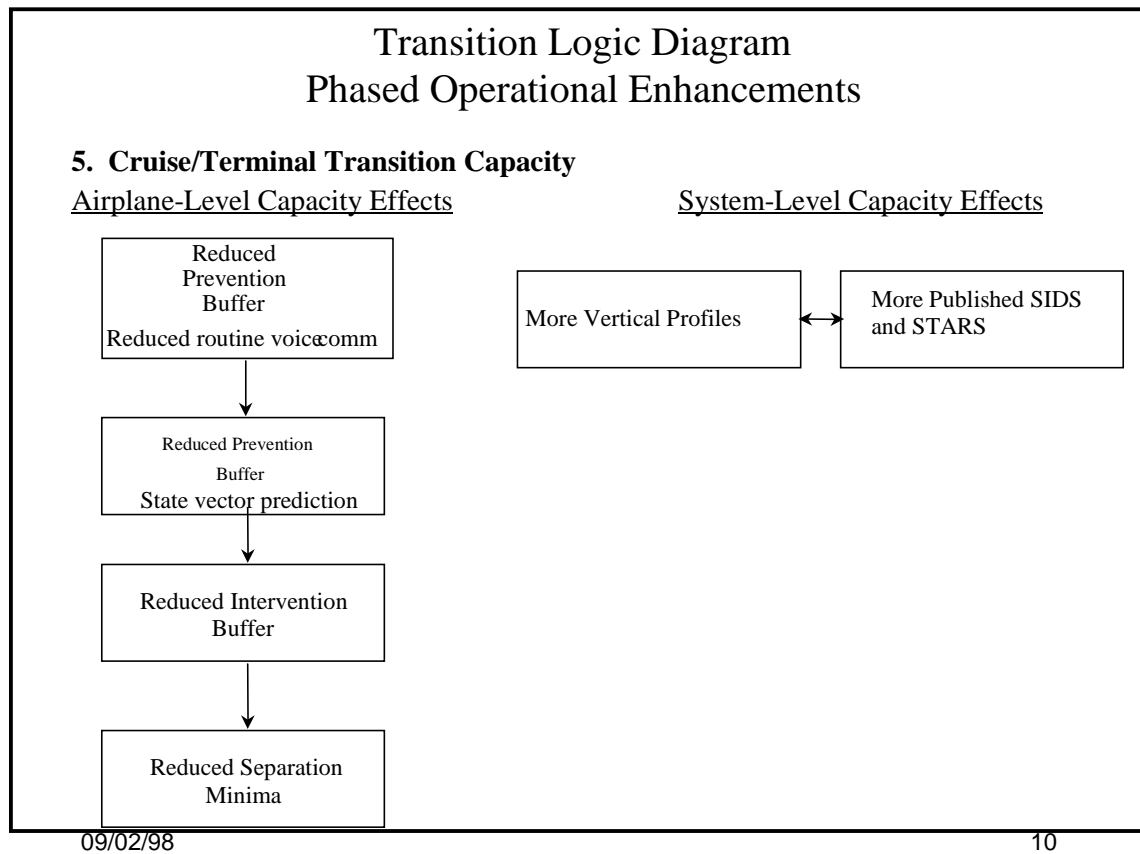 Transition Logic Diagram
Phased Operational Enhancements
5. Cruise/Terminal Transition Capacity
Airplane-Level Capacity Effects
Reduced
Prevention
Buffer
Reduced routine voice comm
Reduced Prevention
Buffer
State vector prediction
Reduced Intervention
Buffer
Reduced Separation
Minima
System-Level Capacity Effects
More Vertical Profiles
More Published SIDS
and STARS
09/02/98
10